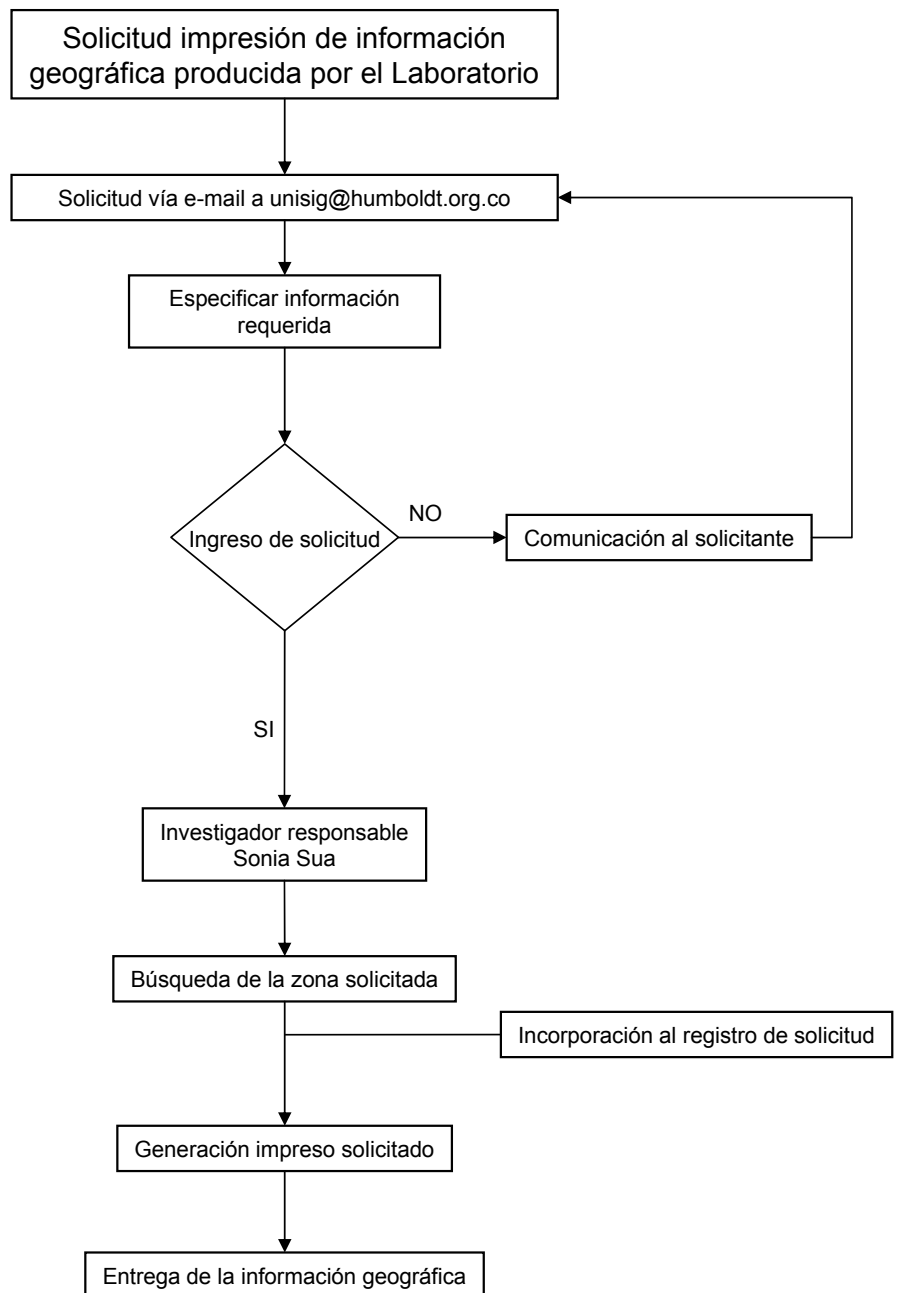 Solicitud impresión de información
geográfica producida por el Laboratorio
Solicitud vía e-mail a unisig@humboldt.org.co
Especificar información
requerida
Ingreso de solicitud
NO
Comunicación al solicitante
SI
Investigador responsable
Sonia Sua
Búsqueda de la zona solicitada
Incorporación al registro de solicitud
Generación impreso solicitado
Entrega de la información geográfica